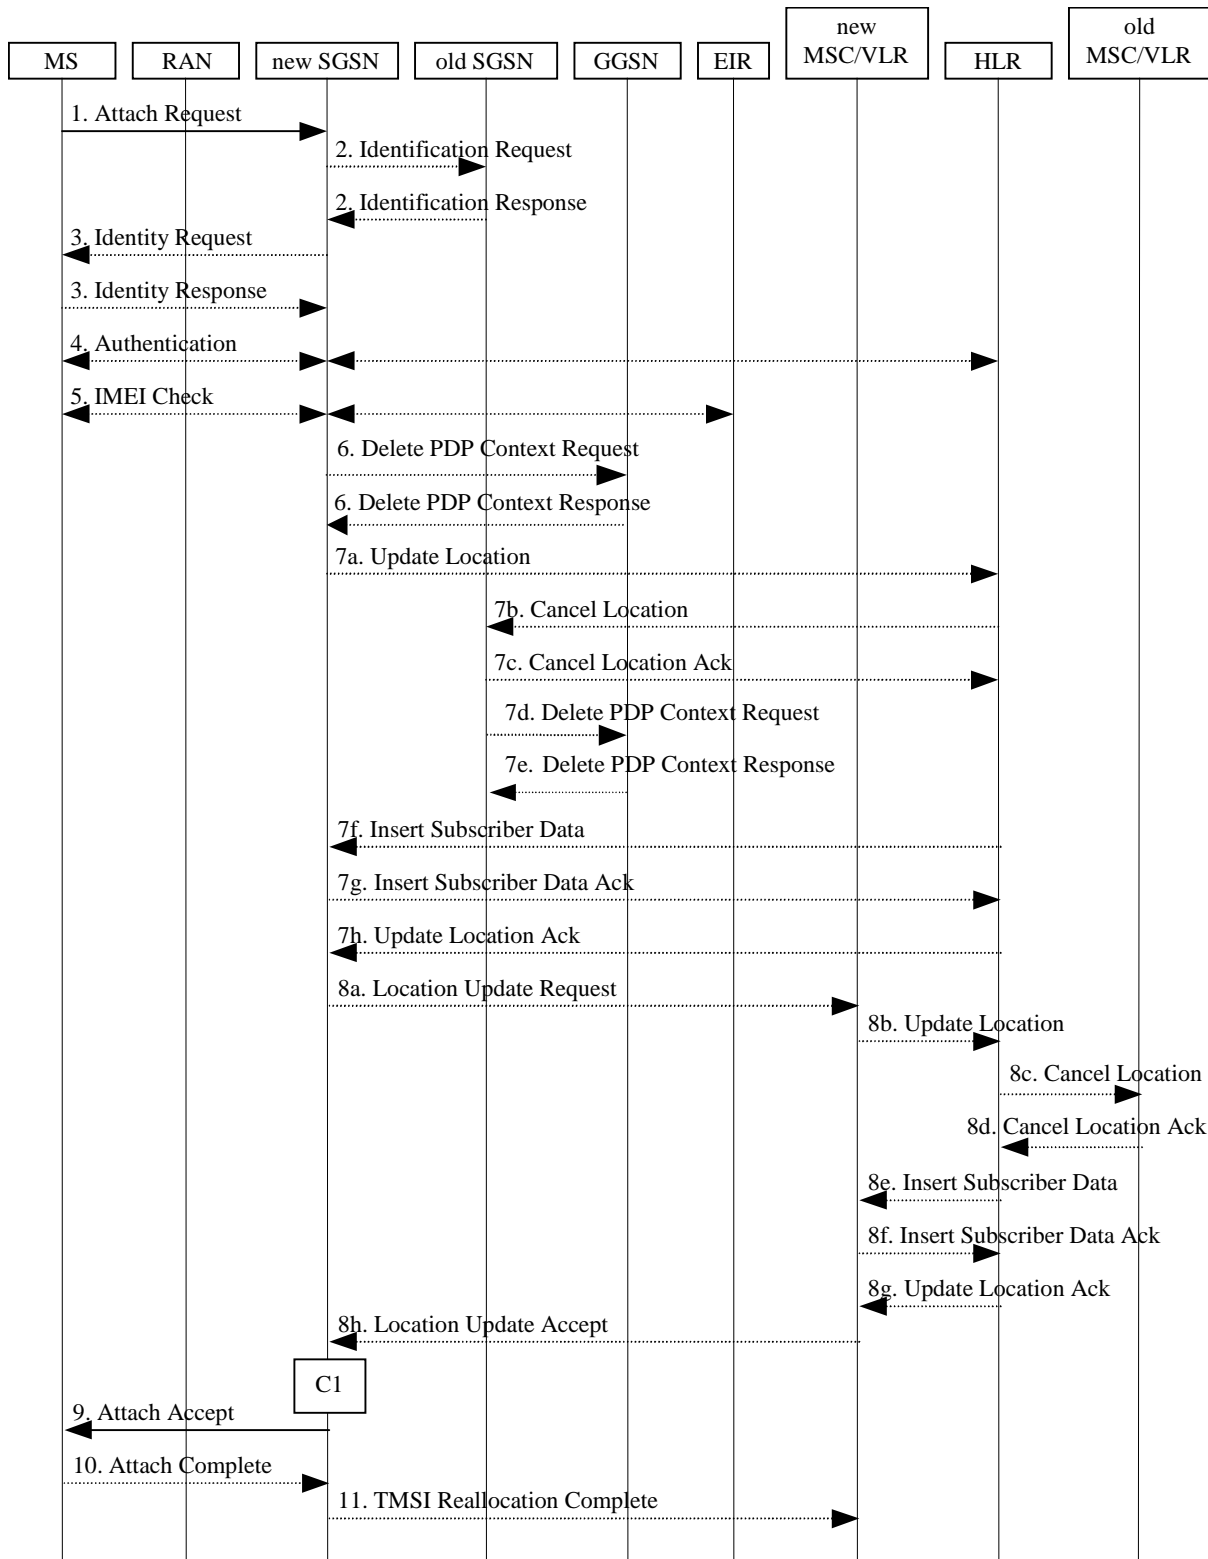 MS
RAN
new SGSN
old SGSN
GGSN
EIR
new
MSC/VLR
HLR
old
MSC/VLR
1. Attach Request
2. Identification Request
2. Identification Response
3. Identity Request
3. Identity Response
4. Authentication
5. IMEI Check
6. Delete PDP Context Request
6. Delete PDP Context Response
7a. Update Location
7b. Cancel Location
7c. Cancel Location Ack
7d. Delete PDP Context Request
7e. Delete PDP Context Response
7f. Insert Subscriber Data
7g. Insert Subscriber Data Ack
7h. Update Location Ack
8a. Location Update Request
8b. Update Location
8c. Cancel Location
8d. Cancel Location Ack
8e. Insert Subscriber Data
8f. Insert Subscriber Data Ack
8g. Update Location Ack
8h. Location Update Accept
C1
9. Attach Accept
10. Attach Complete
11. TMSI Reallocation Complete